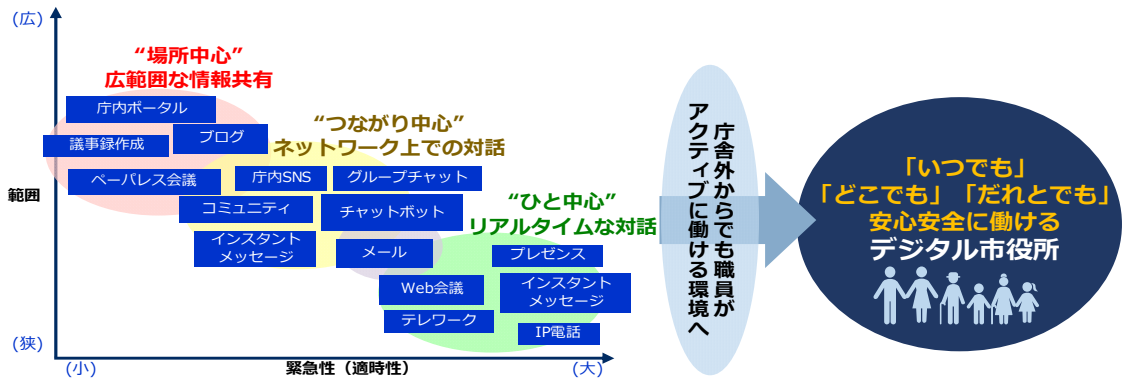 (広)
“場所中心”
広範囲な情報共有
庁内ポータル
議事録作成
ブログ
ペーパレス会議
“つながり中心”
ネットワーク上での対話
庁内SNS
グループチャット
コミュニティ
チャットボット
インスタント
メッセージ
メール
“ひと中心”
リアルタイムな対話
プレゼンス
Web会議
インスタント
メッセージ
テレワーク
IP電話
範囲
(狭)
(小)
緊急性（適時性）
(大)
庁舎外からでも職員が
アクティブに働ける環境へ
「いつでも」
「どこでも」「だれとでも」
安心安全に働ける
デジタル市役所